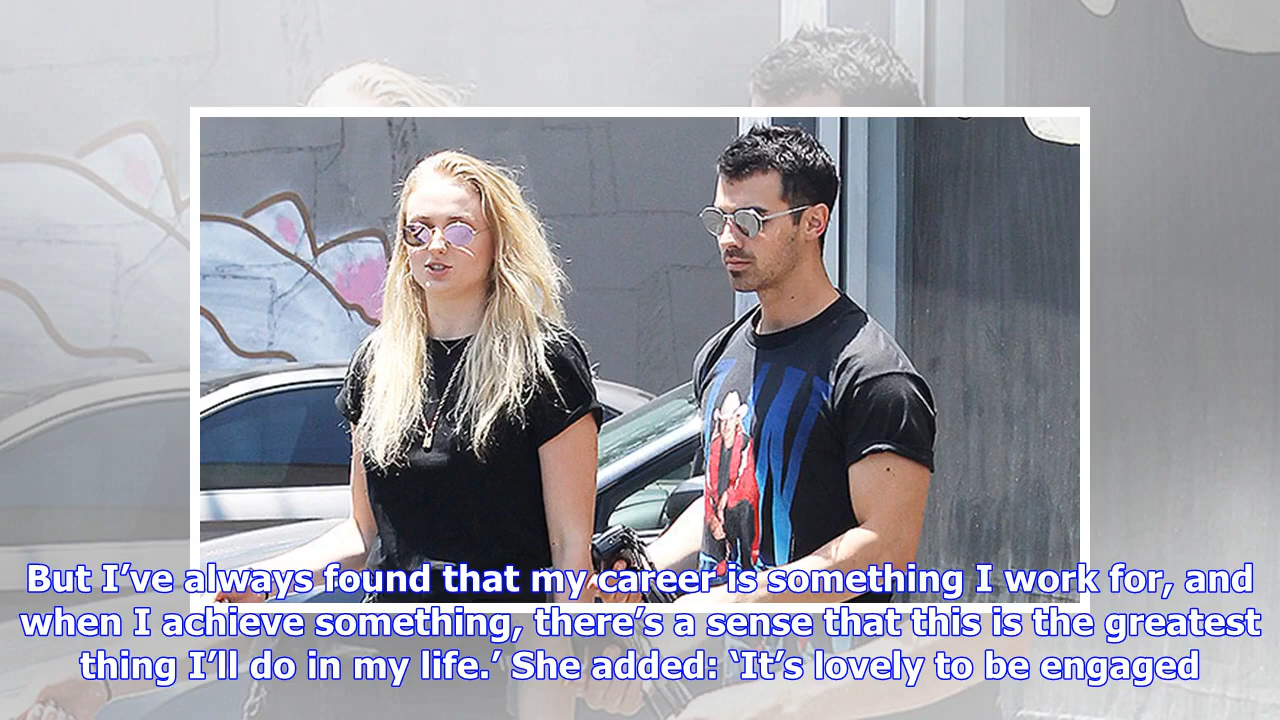 But I’ve always found that my career is something I work for, and
when I achieve something, there’s a sense that this is the greatest
thing I’ll do in my life.’ She added: ‘It’s lovely to be engaged